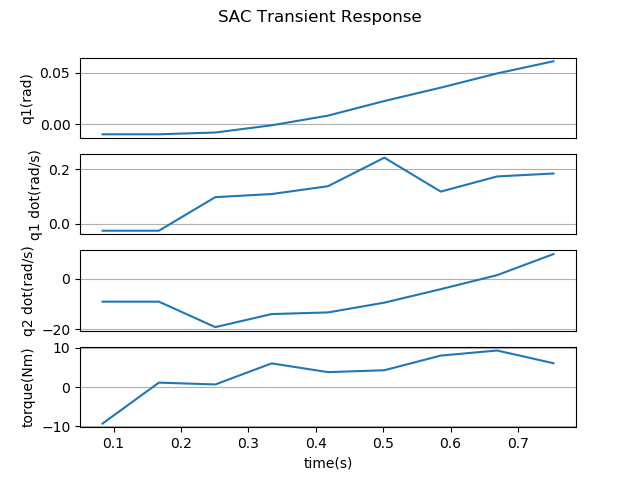 SAC Transient Response
0.05
0.00
q1(rad)
0.2
0.0
q1 dot(rad/s)
0
−20
q2 dot(rad/s)
10
0
−10
torque(Nm)
0.1 0.2 0.3 0.4 0.5 0.6 0.7
time(s)